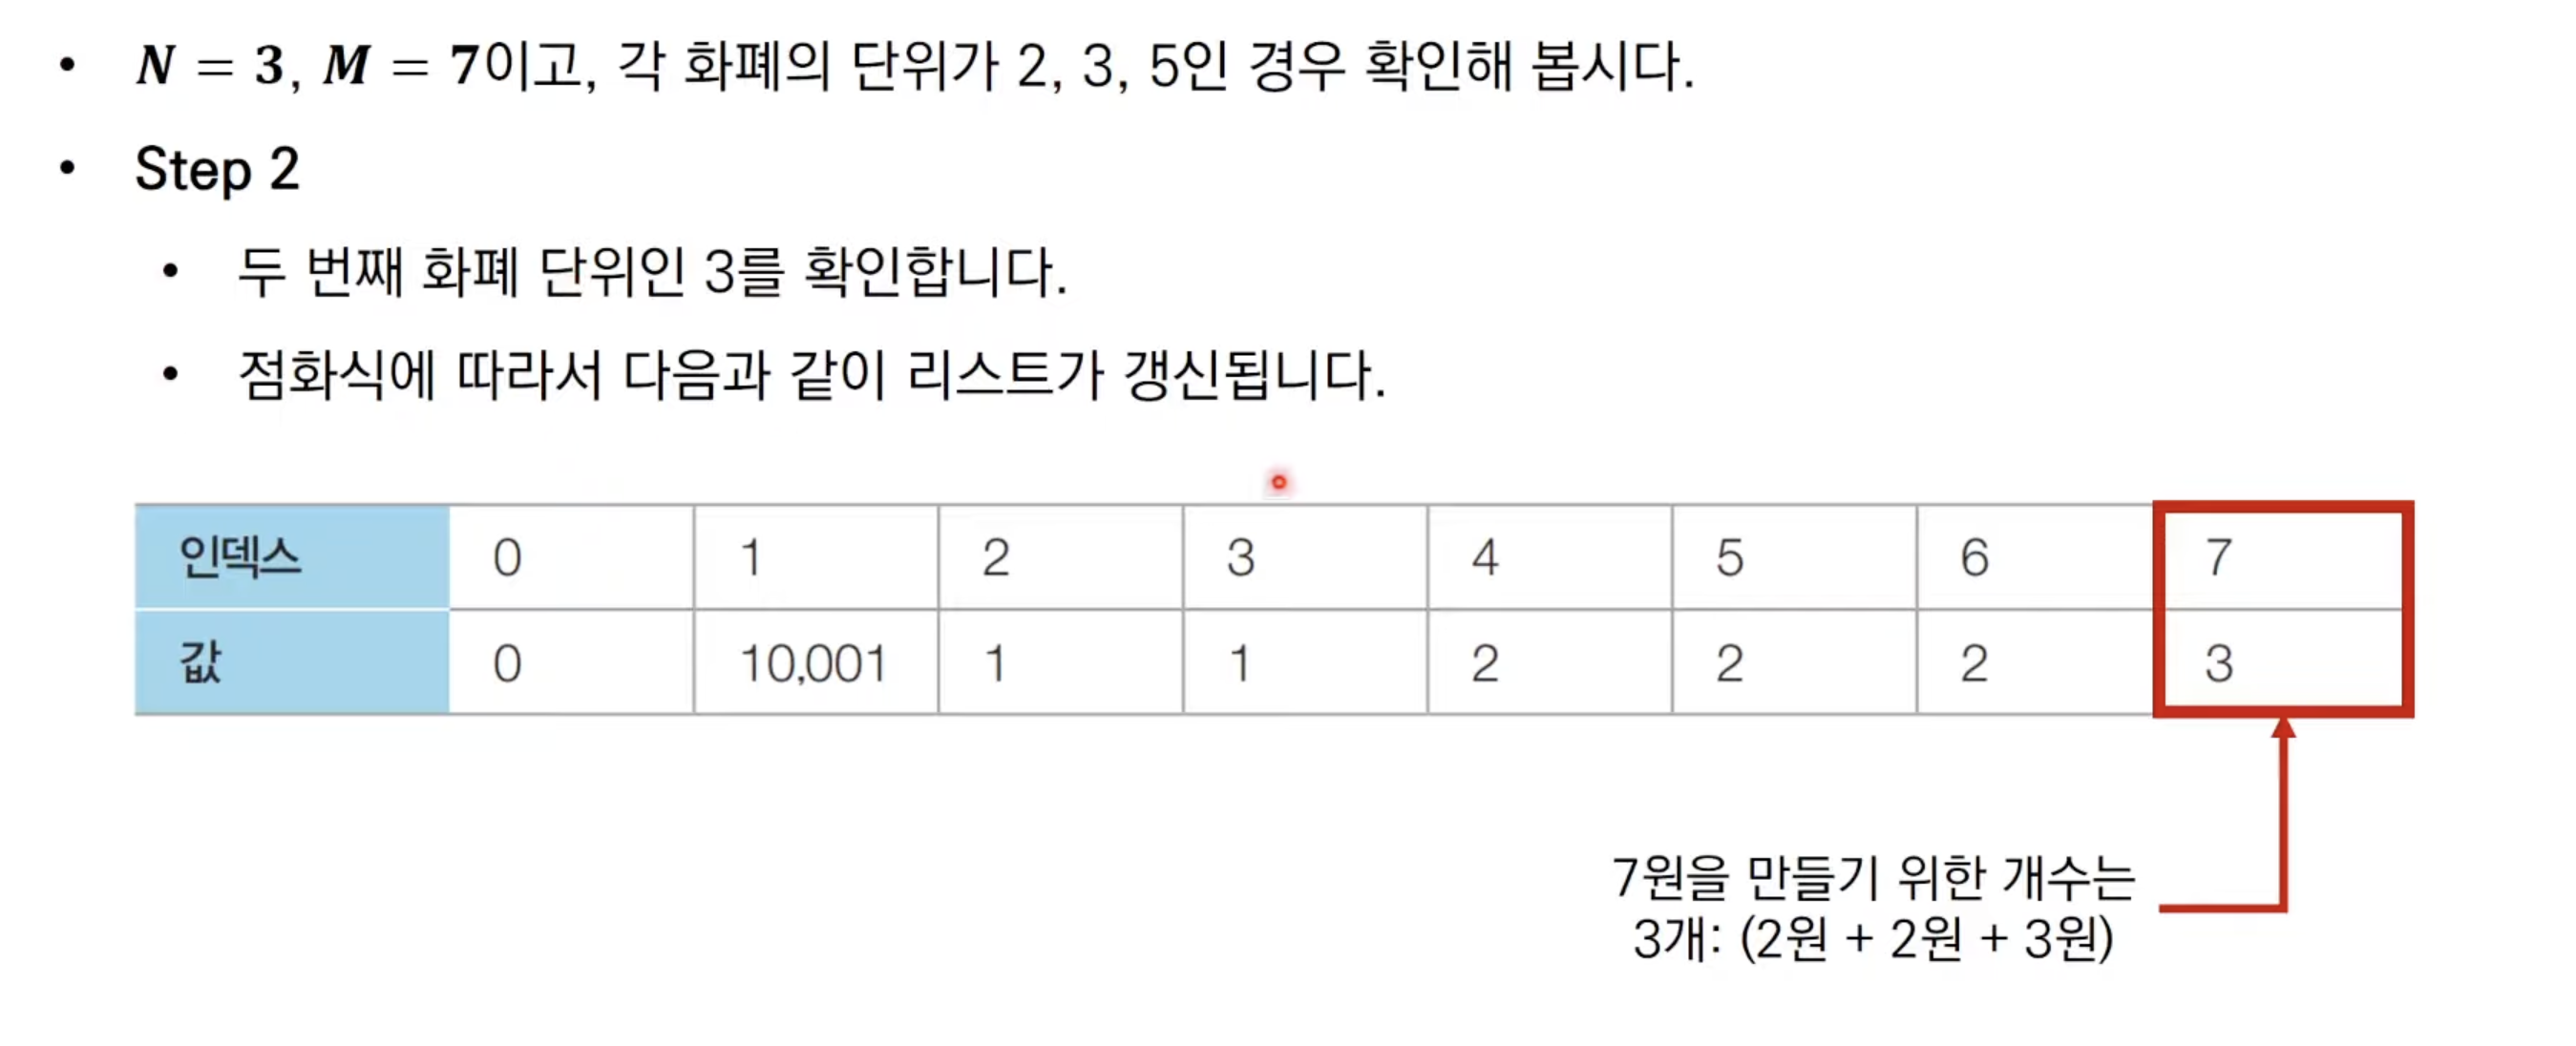 • N = 3, M = 7이고, 각 화폐의 단위가 2, 3, 5인 경우 확인해 봅시다.
• Step 2
• 두 번째 화폐 단위인 3를 확인합니다.
• 점화식에 따라서 다음과 같이 리스트가 갱신됩니다.
인덱스 0 1 2 3 4 5 6 7
값 0 10,001 1 1 2 2 2 3
7원을 만들기 위한 개수는
3개: (2원 + 2원 + 3원)